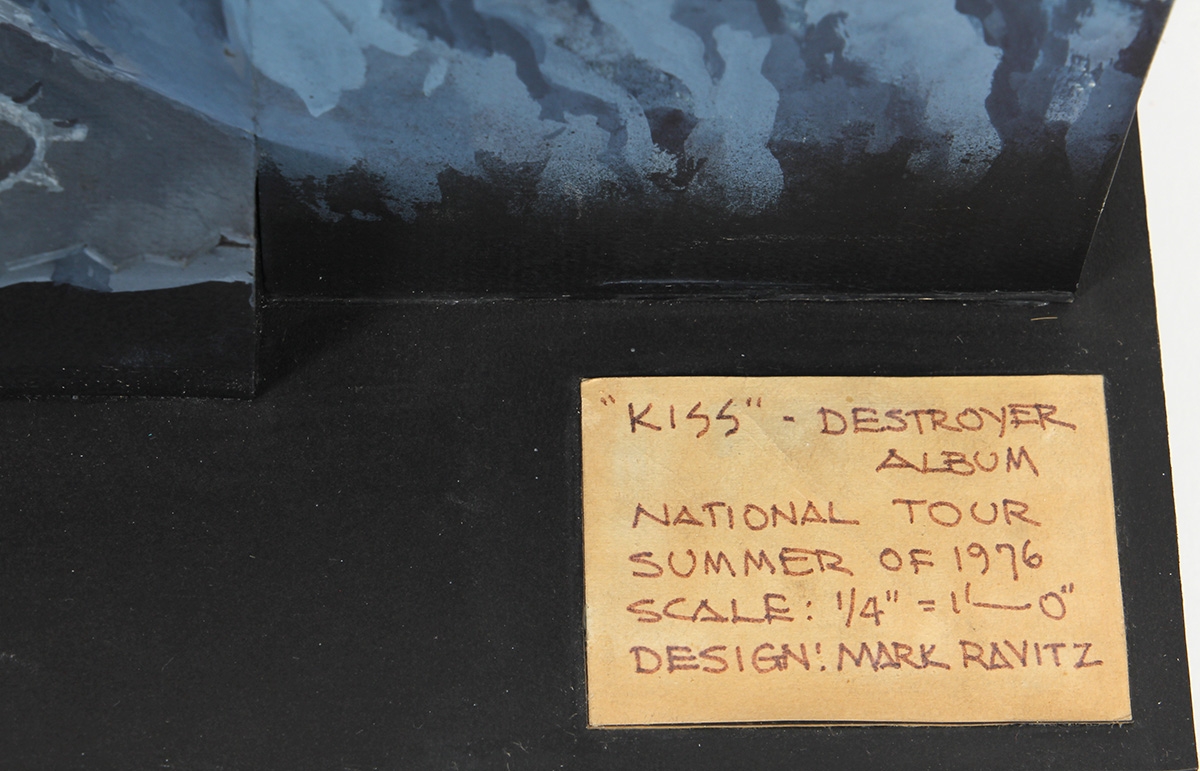 "KISS" - DESTROYER
ALBUM
NATIONAL TOUR
SUMMER OF 1976
SCALE: 1/4" = 1'—0"
DESIGN: MARK RAVITZ